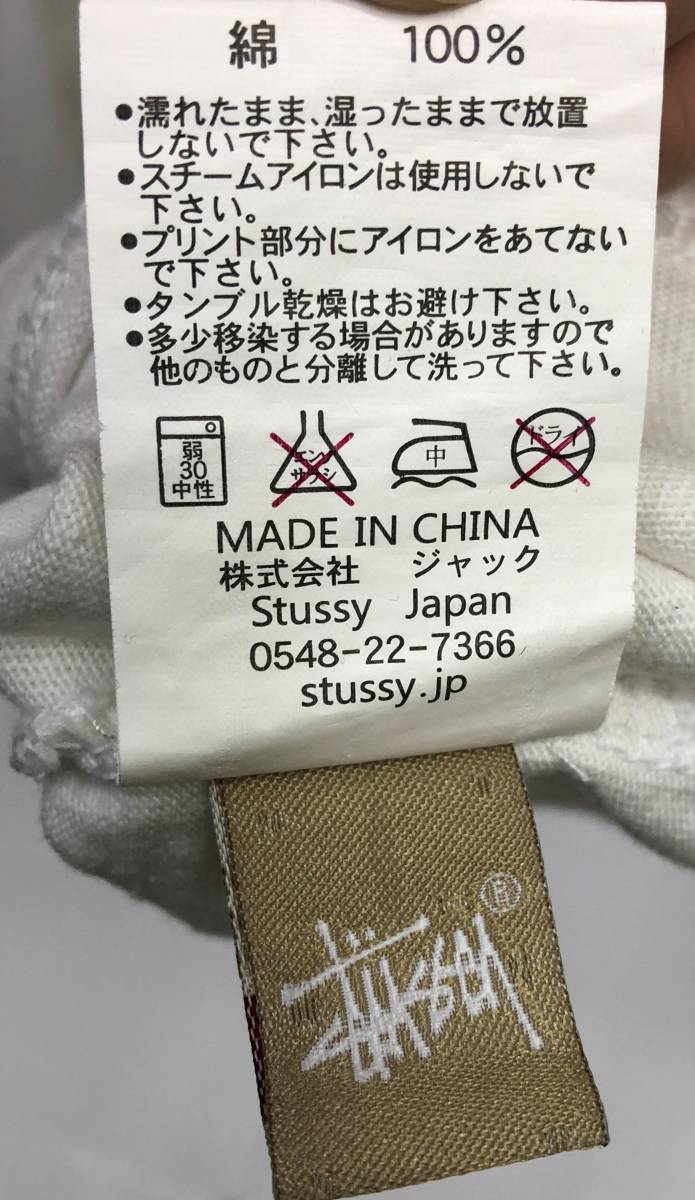 綿 100%
●濡れたまま、湿ったままで放置
しないで下さい。
●スチームアイロンは使用しないで
下さい。
●プリント部分にアイロンをあてない
で下さい。
●タンブル乾燥はお避け下さい。
●多少移染する場合がありますので
他のものと分離して洗って下さい。
弱
30
中性
エンソ
サラシ
中
ドライ
MADE IN CHINA
株式会社 ジャック
Stussy Japan
0548-22-7366
stussy.jp
Stüssy ®